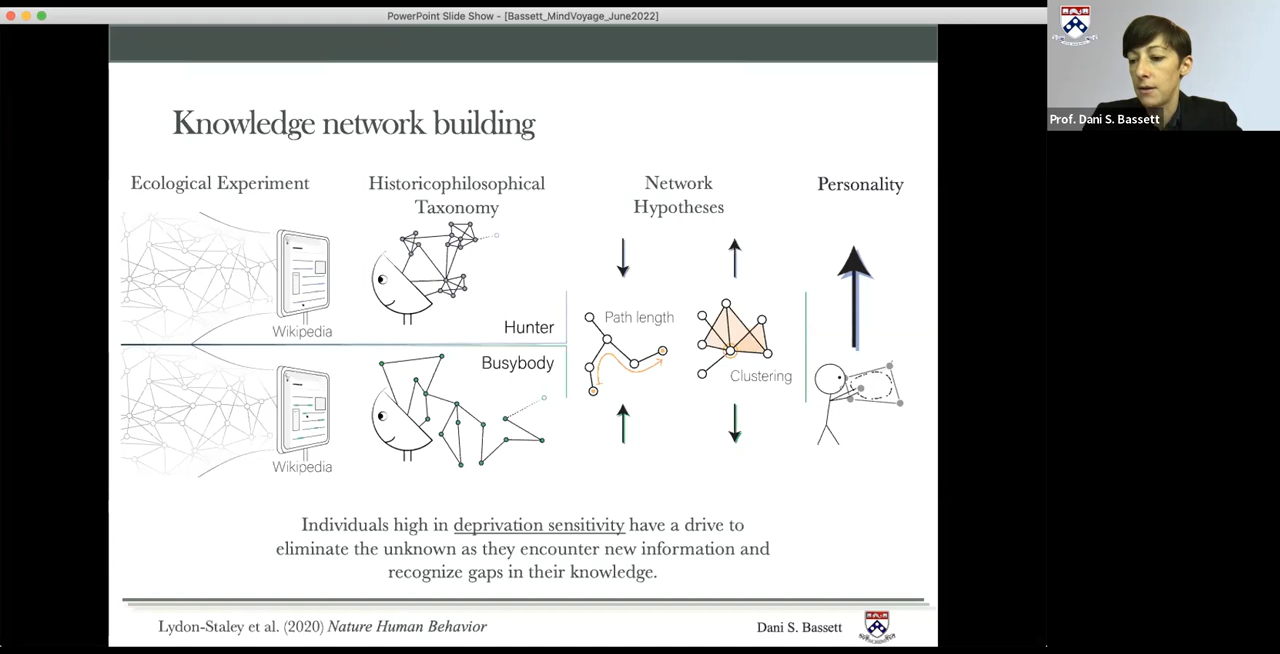 PowerPoint Slide Show - [Bassett_MindVoyage_June2022]
Prof. Dani S. Bassett
Knowledge network building
Ecological Experiment
Historicophilosophical
Taxonomy
Network
Hypotheses
Personality
Wikipedia
Hunter
Busybody
Path length
Clustering
Wikipedia
Individuals high in deprivation sensitivity have a drive to
eliminate the unknown as they encounter new information and
recognize gaps in their knowledge.
Lydon-Staley et al. (2020) Nature Human Behavior
Dani S. Bassett